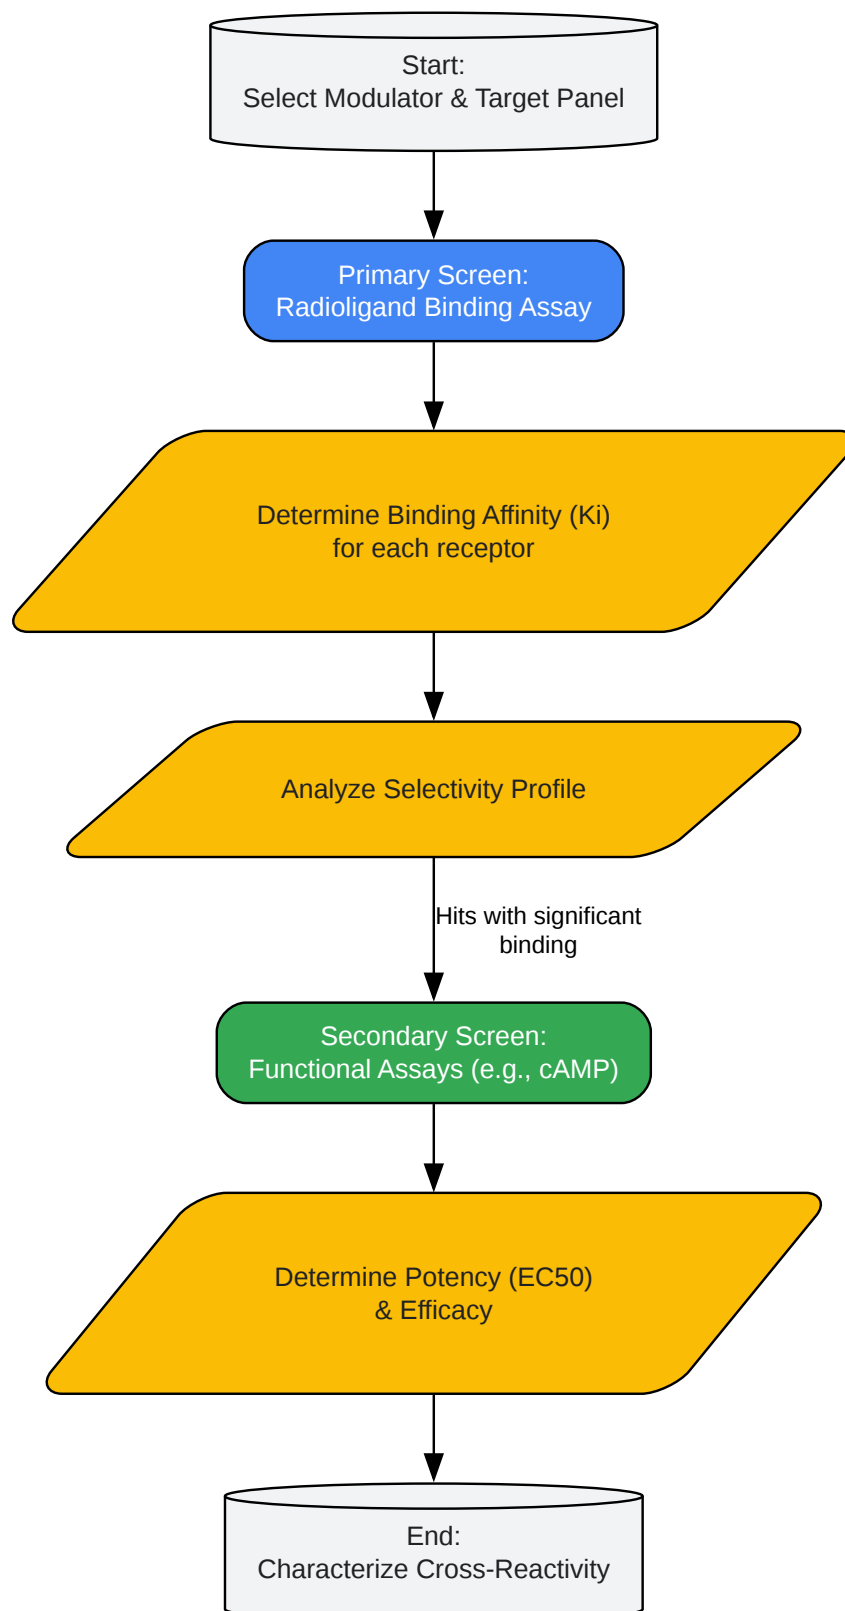 Start:
Select Modulator & Target Panel
Primary Screen:
Radioligand Binding Assay
Determine Binding Affinity (Ki)
for each receptor
Analyze Selectivity Profile
Hits with significant
binding
Secondary Screen:
Functional Assays (e.g., cAMP)
Determine Potency (EC50)
& Efficacy
End:
Characterize Cross-Reactivity